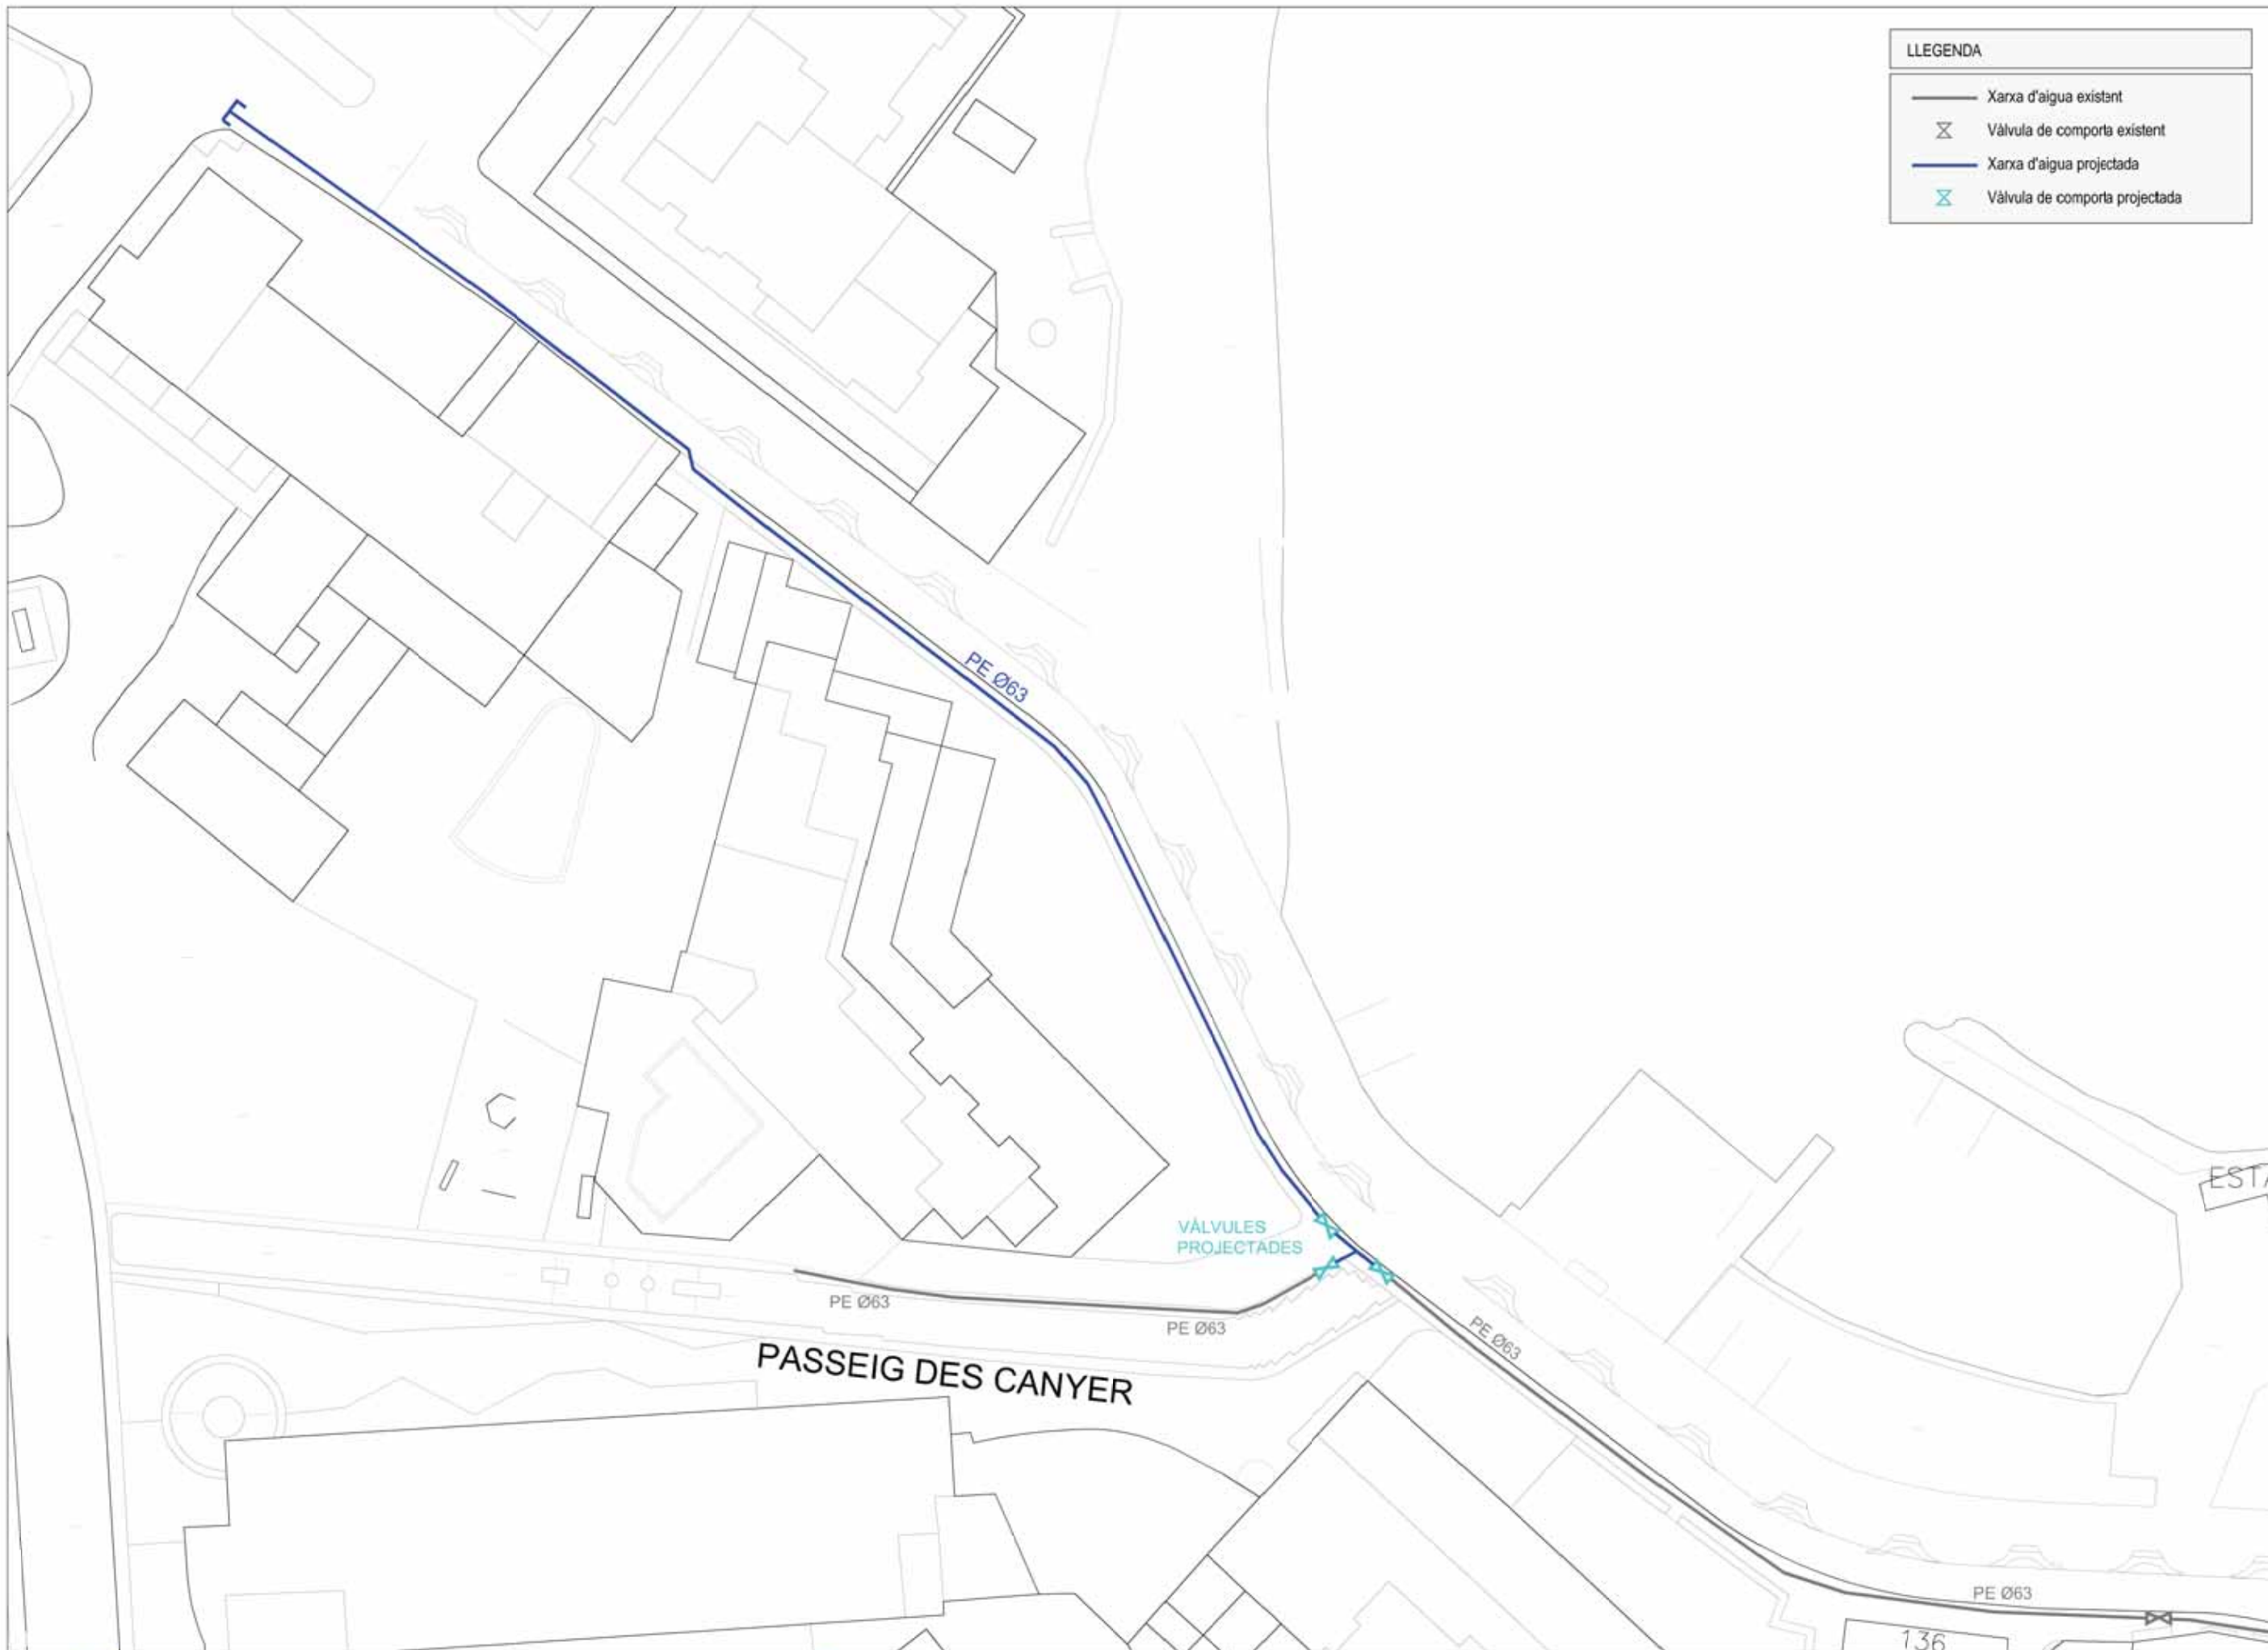 LLEGENDA
Xarxa d'aigua existent
Vàlvula de comporta existent
Xarxa d'aigua projectada
Vàlvula de comporta projectada
PE Ø63
VÀLVULES
PROJECTADES
PE Ø63
PE Ø63
PE Ø63
PASSEIG DES CANYER
PE Ø63
136